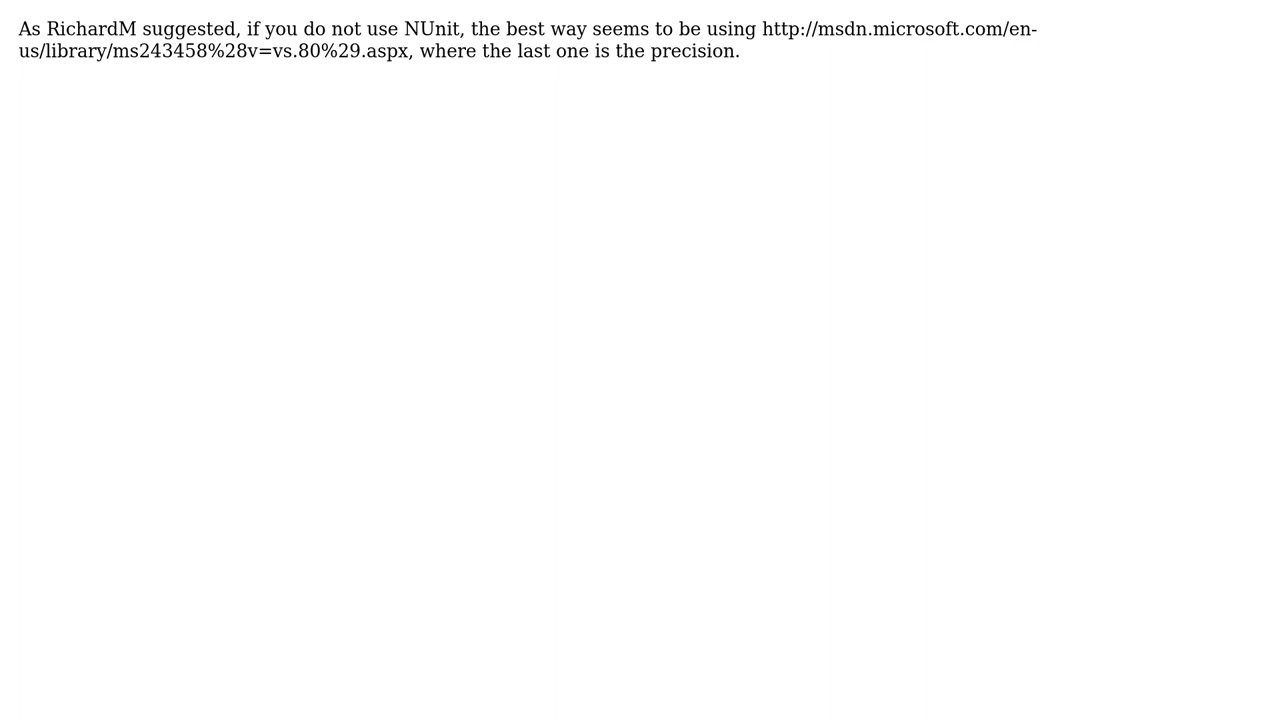 As RichardM suggested, if you do not use NUnit, the best way seems to be using http://msdn.microsoft.com/en-
us/library/ms243458%28v=vs.80%29.aspx, where the last one is the precision.